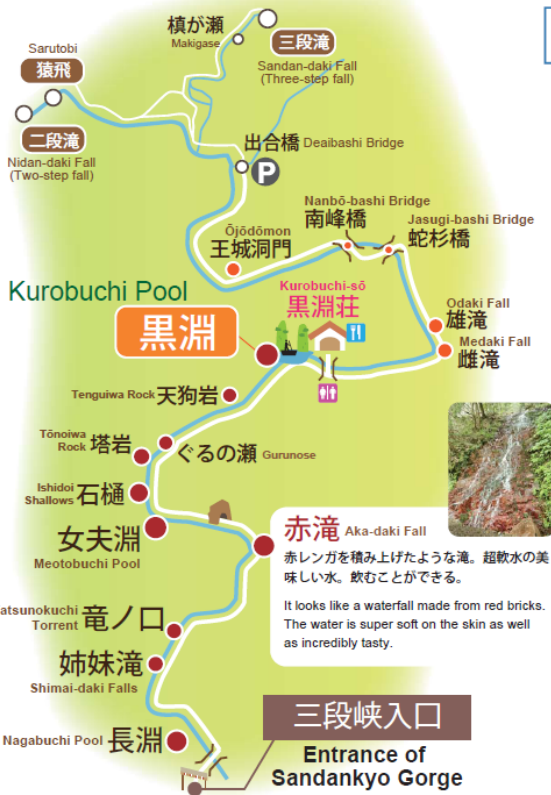 槙が瀬
Makigase
三段滝
Sandan-daki Fall
(Three-step fall)
Sarutobi
猿飛
二段滝
Nidan-daki Fall
(Two-step fall)
出合橋 Deaibashi Bridge
P
Nanbō-bashi Bridge
南峰橋
Jasugi-bashi Bridge
蛇杉橋
Ōjōdōmon
王城洞門
Kurobuchi Pool
黒淵
Kurobuchi-sō
黒淵荘
Odaki Fall
雄滝
Medaki Fall
雌滝
Tenguiwa Rock 天狗岩
Tōnoiwa
Rock 塔岩
ぐるの瀬 Gurunose
Ishidoi
Shallows 石樋
女夫淵
Meotobuchi Pool
赤滝 Aka-daki Fall
赤レンガを積み上げたような滝。超軟水の美
味しい水。飲むことができる。
It looks like a waterfall made from red bricks.
The water is super soft on the skin as well
as incredibly tasty.
atsunokuchi
Torrent 竜ノ口
姉妹滝
Shimai-daki Falls
Nagabuchi Pool 長淵
三段峡入口
Entrance of
Sandankyo Gorge